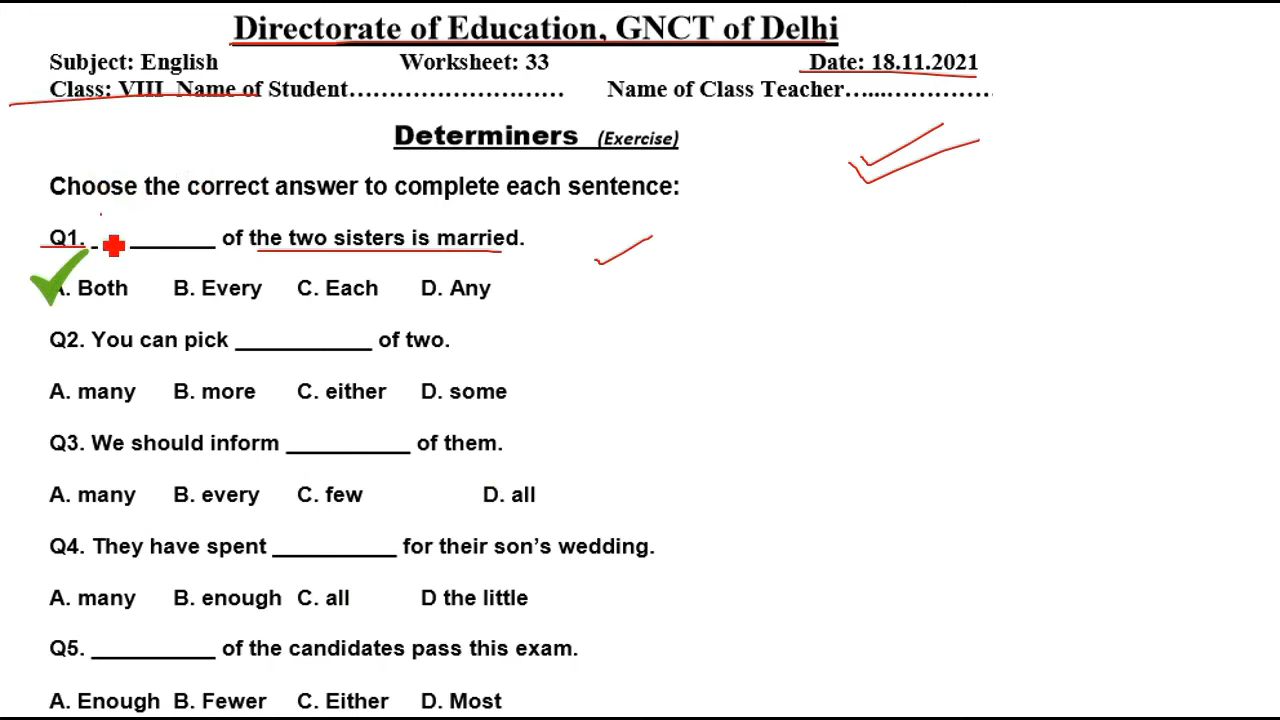 Directorate of Education, GNCT of Delhi
Subject: English Worksheet: 33 Date: 18.11.2021
Class: VIII Name of Student……………………… Name of Class Teacher…...…………
Determiners (Exercise)
Choose the correct answer to complete each sentence:
Q1. _ _______ of the two sisters is married.
A. Both B. Every C. Each D. Any
Q2. You can pick ___________ of two.
A. many B. more C. either D. some
Q3. We should inform __________ of them.
A. many B. every C. few D. all
Q4. They have spent __________ for their son’s wedding.
A. many B. enough C. all D the little
Q5. __________ of the candidates pass this exam.
A. Enough B. Fewer C. Either D. Most